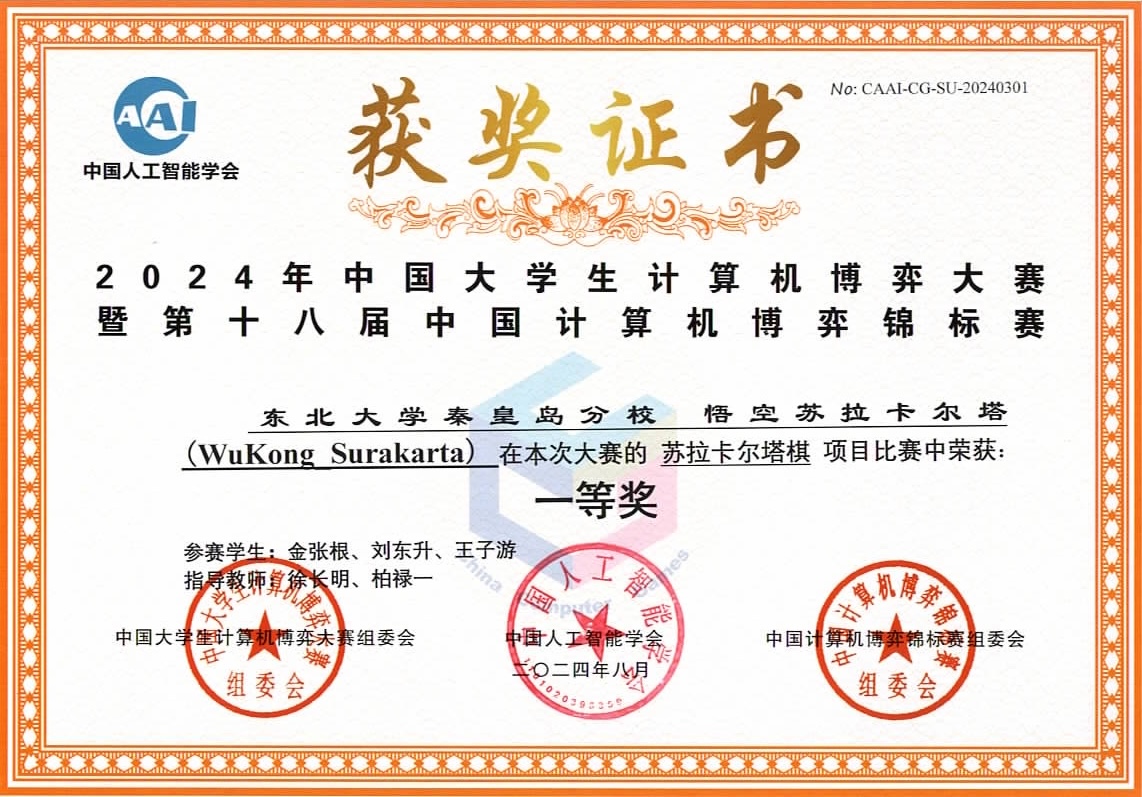 No: CAAI-CG-SU-20240301
AAI
中国人工智能学会
获奖证书
2024年中国大学生计算机博弈大赛
暨第十八届中国计算机博弈锦标赛
东北大学秦皇岛分校 悟空苏拉卡尔塔
(WuKong_Surakarta) 在本次大赛的 苏拉卡尔塔棋 项目比赛中荣获:
一等奖
参赛学生:金张根、刘东升、王子游
指导教师:徐长明、柏禄一
China Computer Games
中国大学生计算机博弈大赛组委会
中国人工智能学会
二〇二四年八月
中国计算机博弈锦标赛组委会
中国大学生计算机博弈大赛
组委会
中国人工智能学会
中国计算机博弈锦标赛
组委会